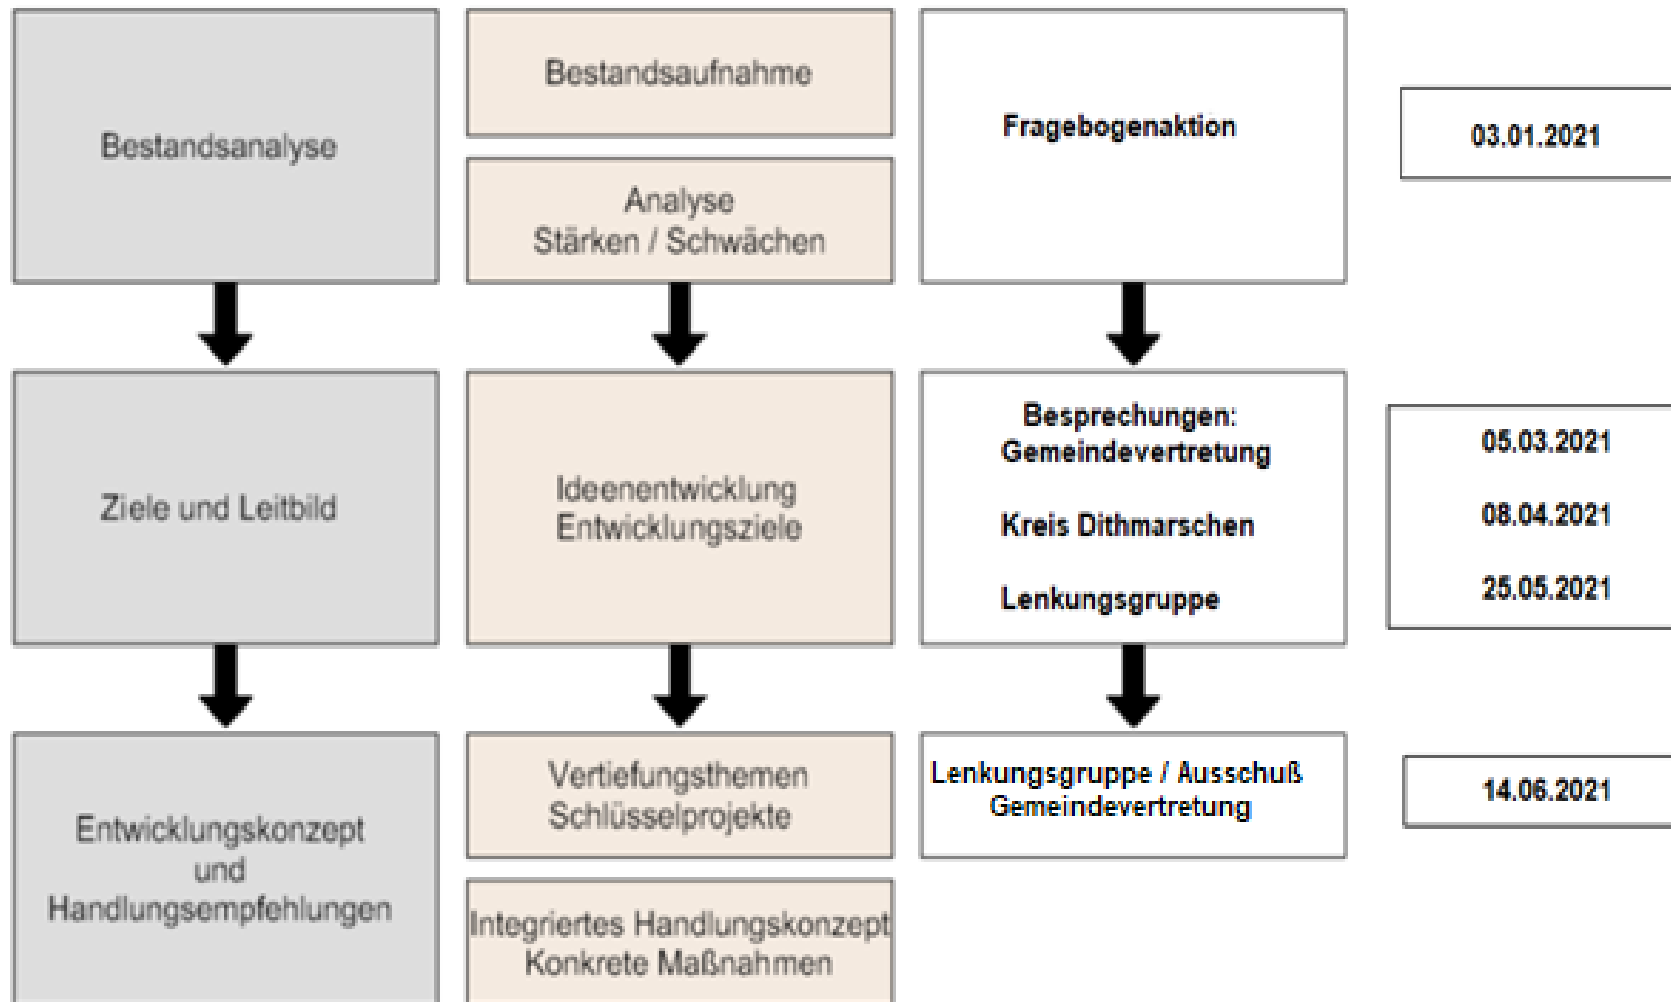 Bestandsanalyse
Bestandsaufnahme
Analyse
Stärken / Schwächen
Fragebogenaktion
03.01.2021
Ziele und Leitbild
Ideenentwicklung
Entwicklungsziele
Besprechungen:
Gemeindevertretung
Kreis Dithmarschen
Lenkungsgruppe
05.03.2021
08.04.2021
25.05.2021
Entwicklungskonzept
und
Handlungsempfehlungen
Vertiefungsthemen
Schlüsselprojekte
Integriertes Handlungskonzept
Konkrete Maßnahmen
Lenkungsgruppe / Ausschuß
Gemeindevertretung
14.06.2021